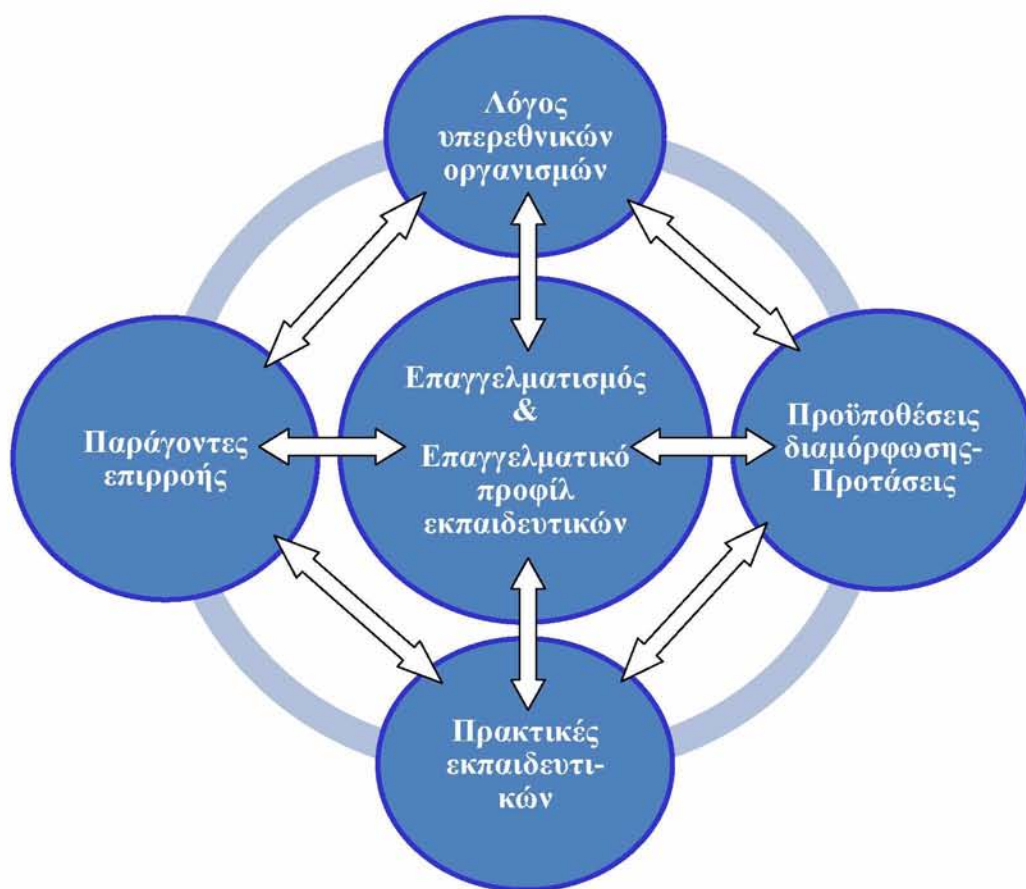 Λόγος
υπερεθνικών
οργανισμών
Παράγοντες
επιρροής
Επαγγελματισμός
&
Επαγγελματικό
προφίλ
εκπαιδευτικών
Προϋποθέσεις
διαμόρφωσης-
Προτάσεις
Πρακτικές
εκπαιδευτι-
κών